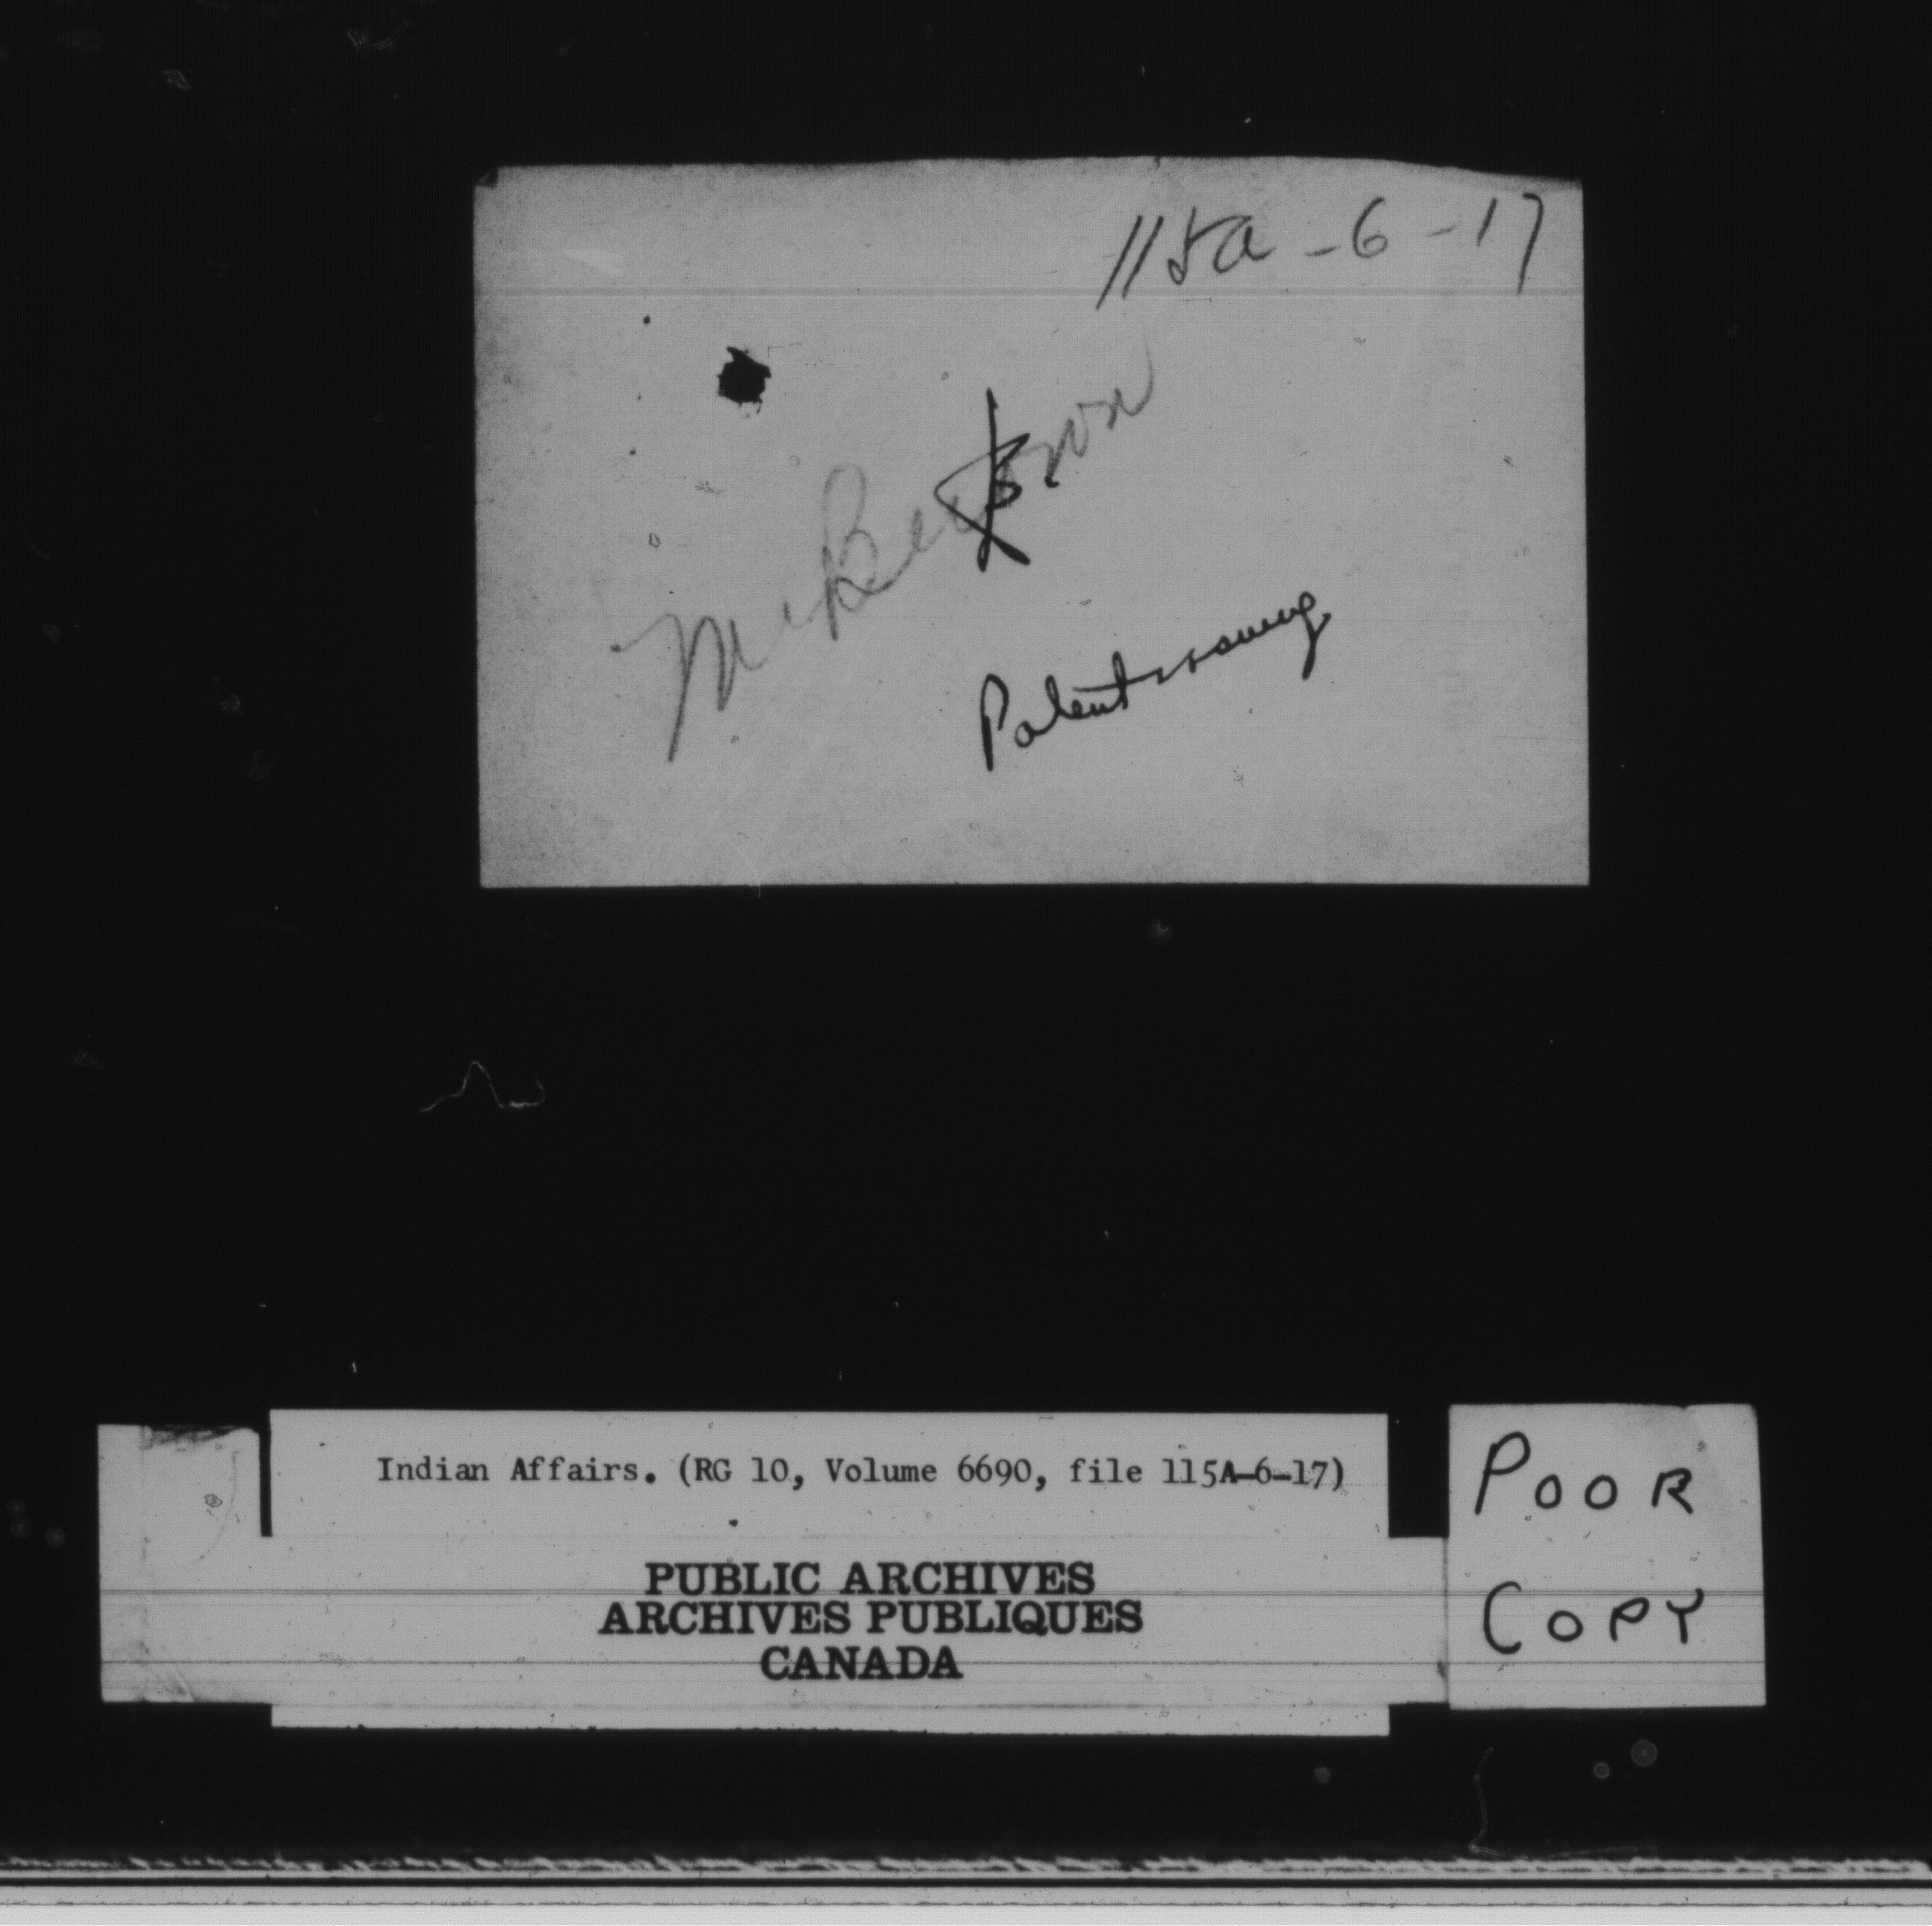 115a-6-17
Patent
Indian Affairs. (RG 10, Volume 6690, file 115A-6-17)
PUBLIC ARCHIVES
ARCHIVES PUBLIQUES
CANADA
POOR
COPY